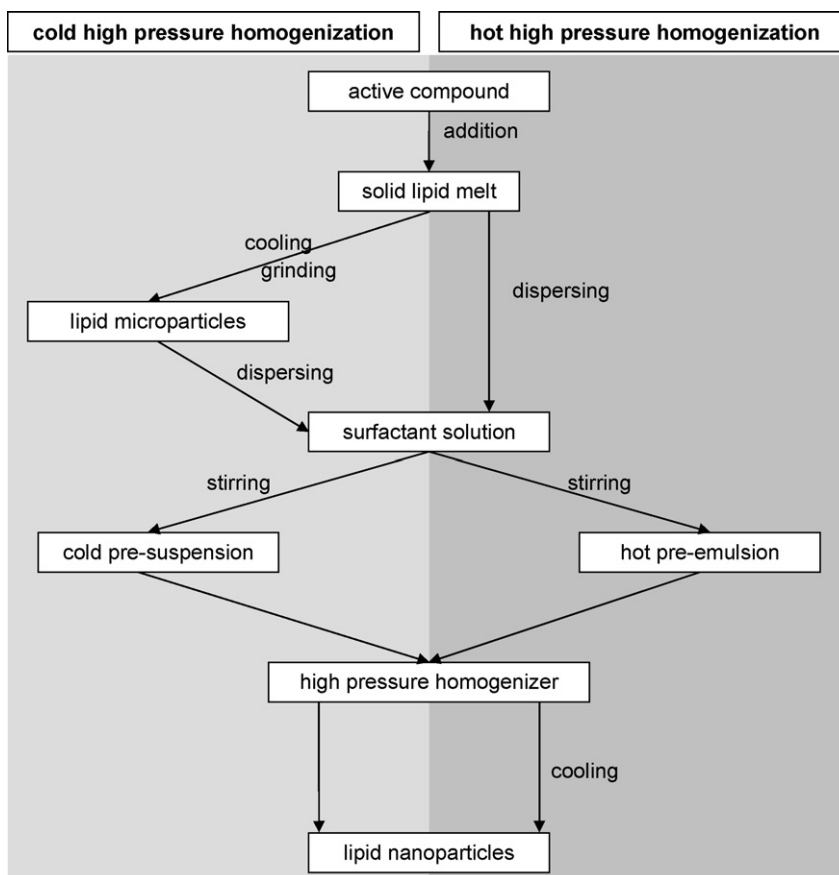 cold high pressure homogenization
hot high pressure homogenization
active compound
addition
solid lipid melt
cooling
grinding
dispersing
lipid microparticles
dispersing
surfactant solution
stirring
stirring
cold pre-suspension
hot pre-emulsion
high pressure homogenizer
cooling
lipid nanoparticles